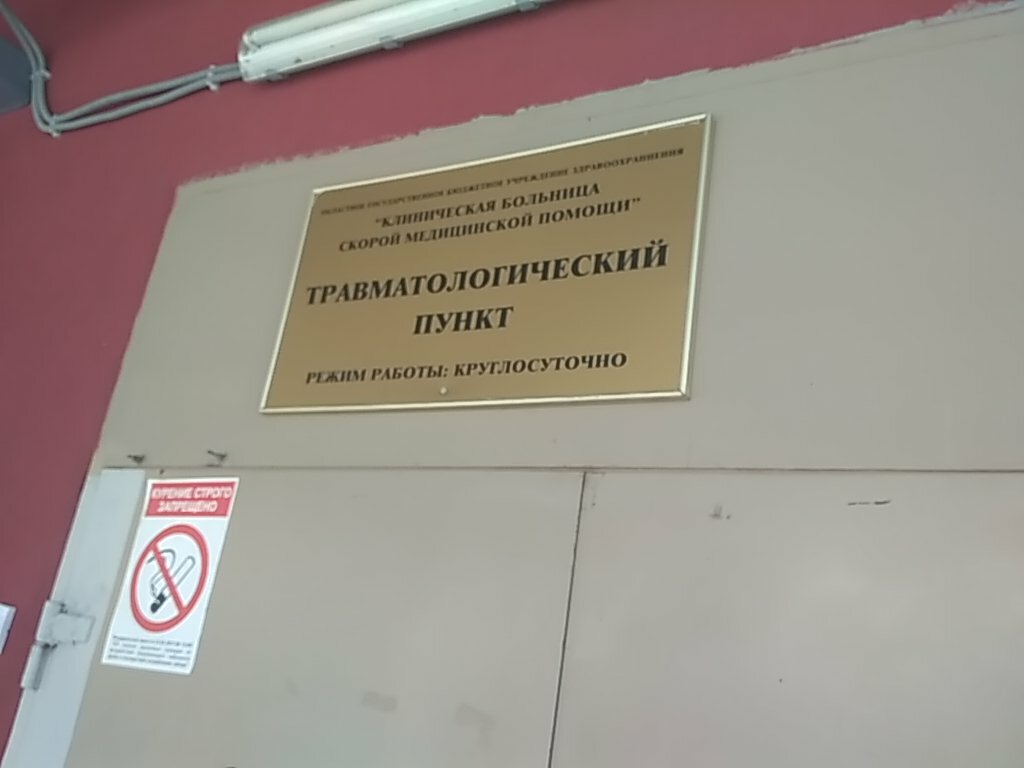 ОБЛАСТНОЕ ГОСУДАРСТВЕННОЕ БЮДЖЕТНОЕ УЧРЕЖДЕНИЕ ЗДРАВООХРАНЕНИЯ
"КЛИНИЧЕСКАЯ БОЛЬНИЦА
СКОРОЙ МЕДИЦИНСКОЙ ПОМОЩИ"
ТРАВМАТОЛОГИЧЕСКИЙ
ПУНКТ
РЕЖИМ РАБОТЫ: КРУГЛОСУТОЧНО
КУРЕНИЕ СТРОГО
ЗАПРЕЩЕНО